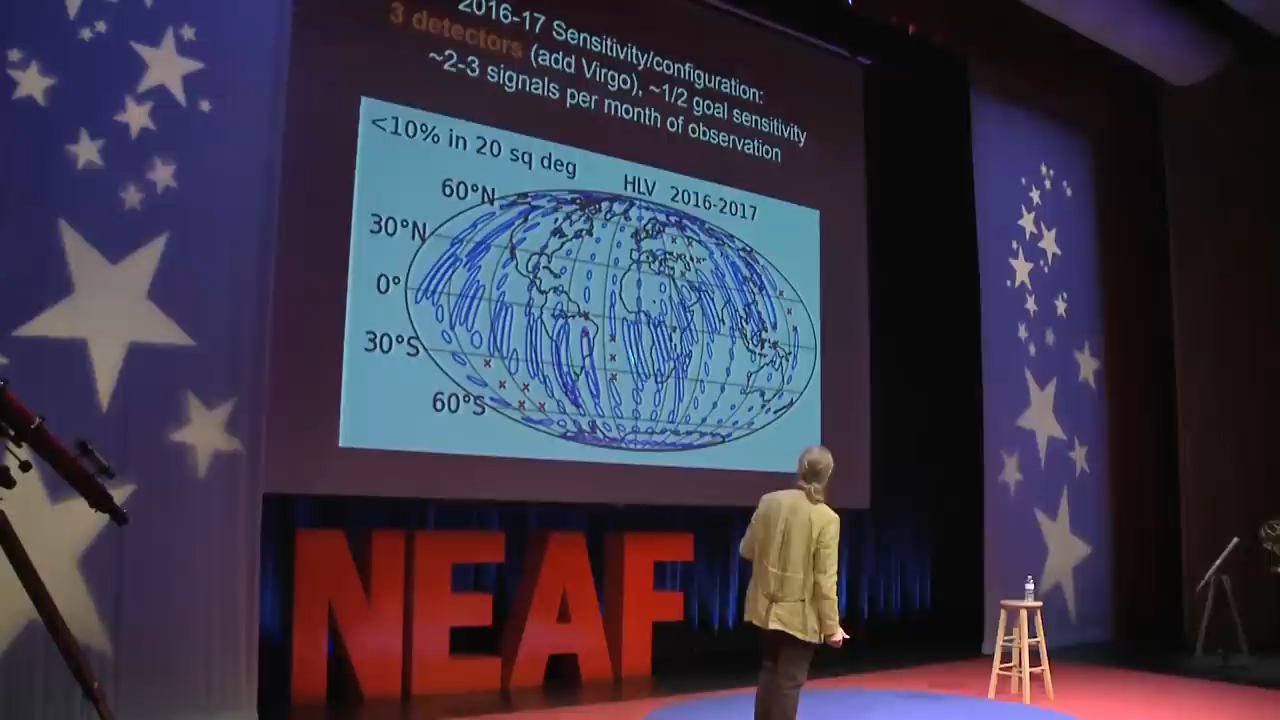 2016-17 Sensitivity/configuration:
3 detectors (add Virgo), ~1/2 goal sensitivity
~2-3 signals per month of observation
<10% in 20 sq deg
HLV 2016-2017
60°N
30°N
0°
30°S
60°S
NEAF